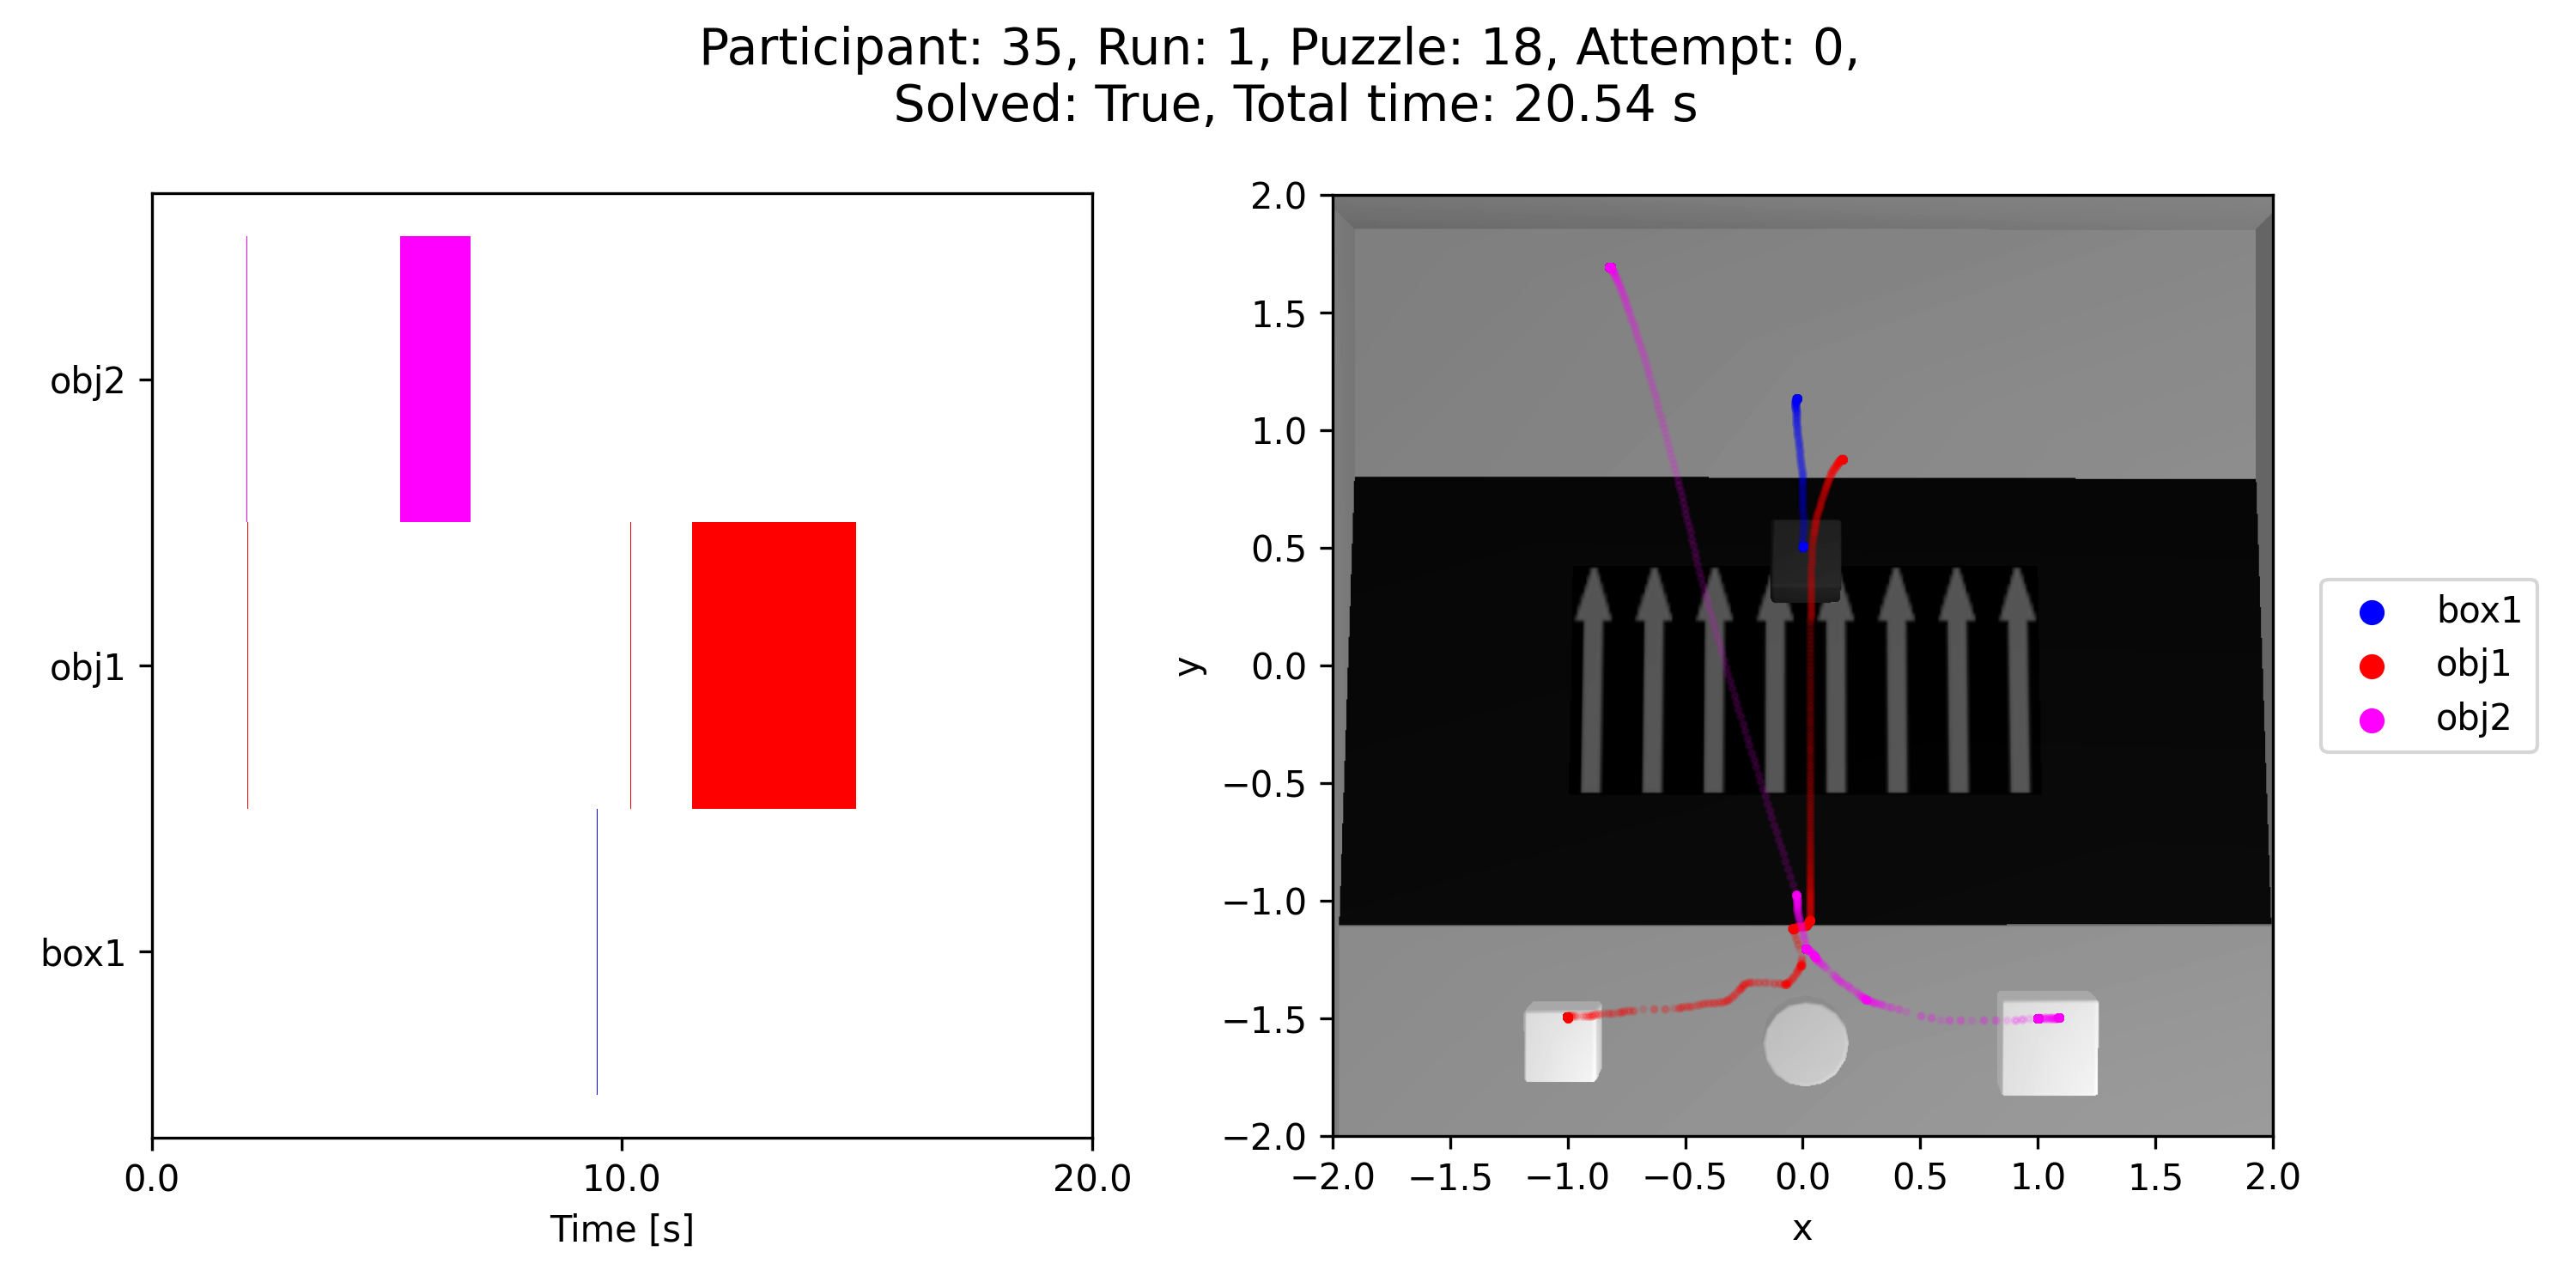 Participant: 35, Run: 1, Puzzle: 18, Attempt: 0,
Solved: True, Total time: 20.54 s
obj2
obj1
box1
0.0 10.0 20.0
Time [s]
2.0
1.5
1.0
0.5
0.0
−0.5
−1.0
−1.5
−2.0
y
−2.0 −1.5 −1.0 −0.5 0.0 0.5 1.0 1.5 2.0
x
box1
obj1
obj2